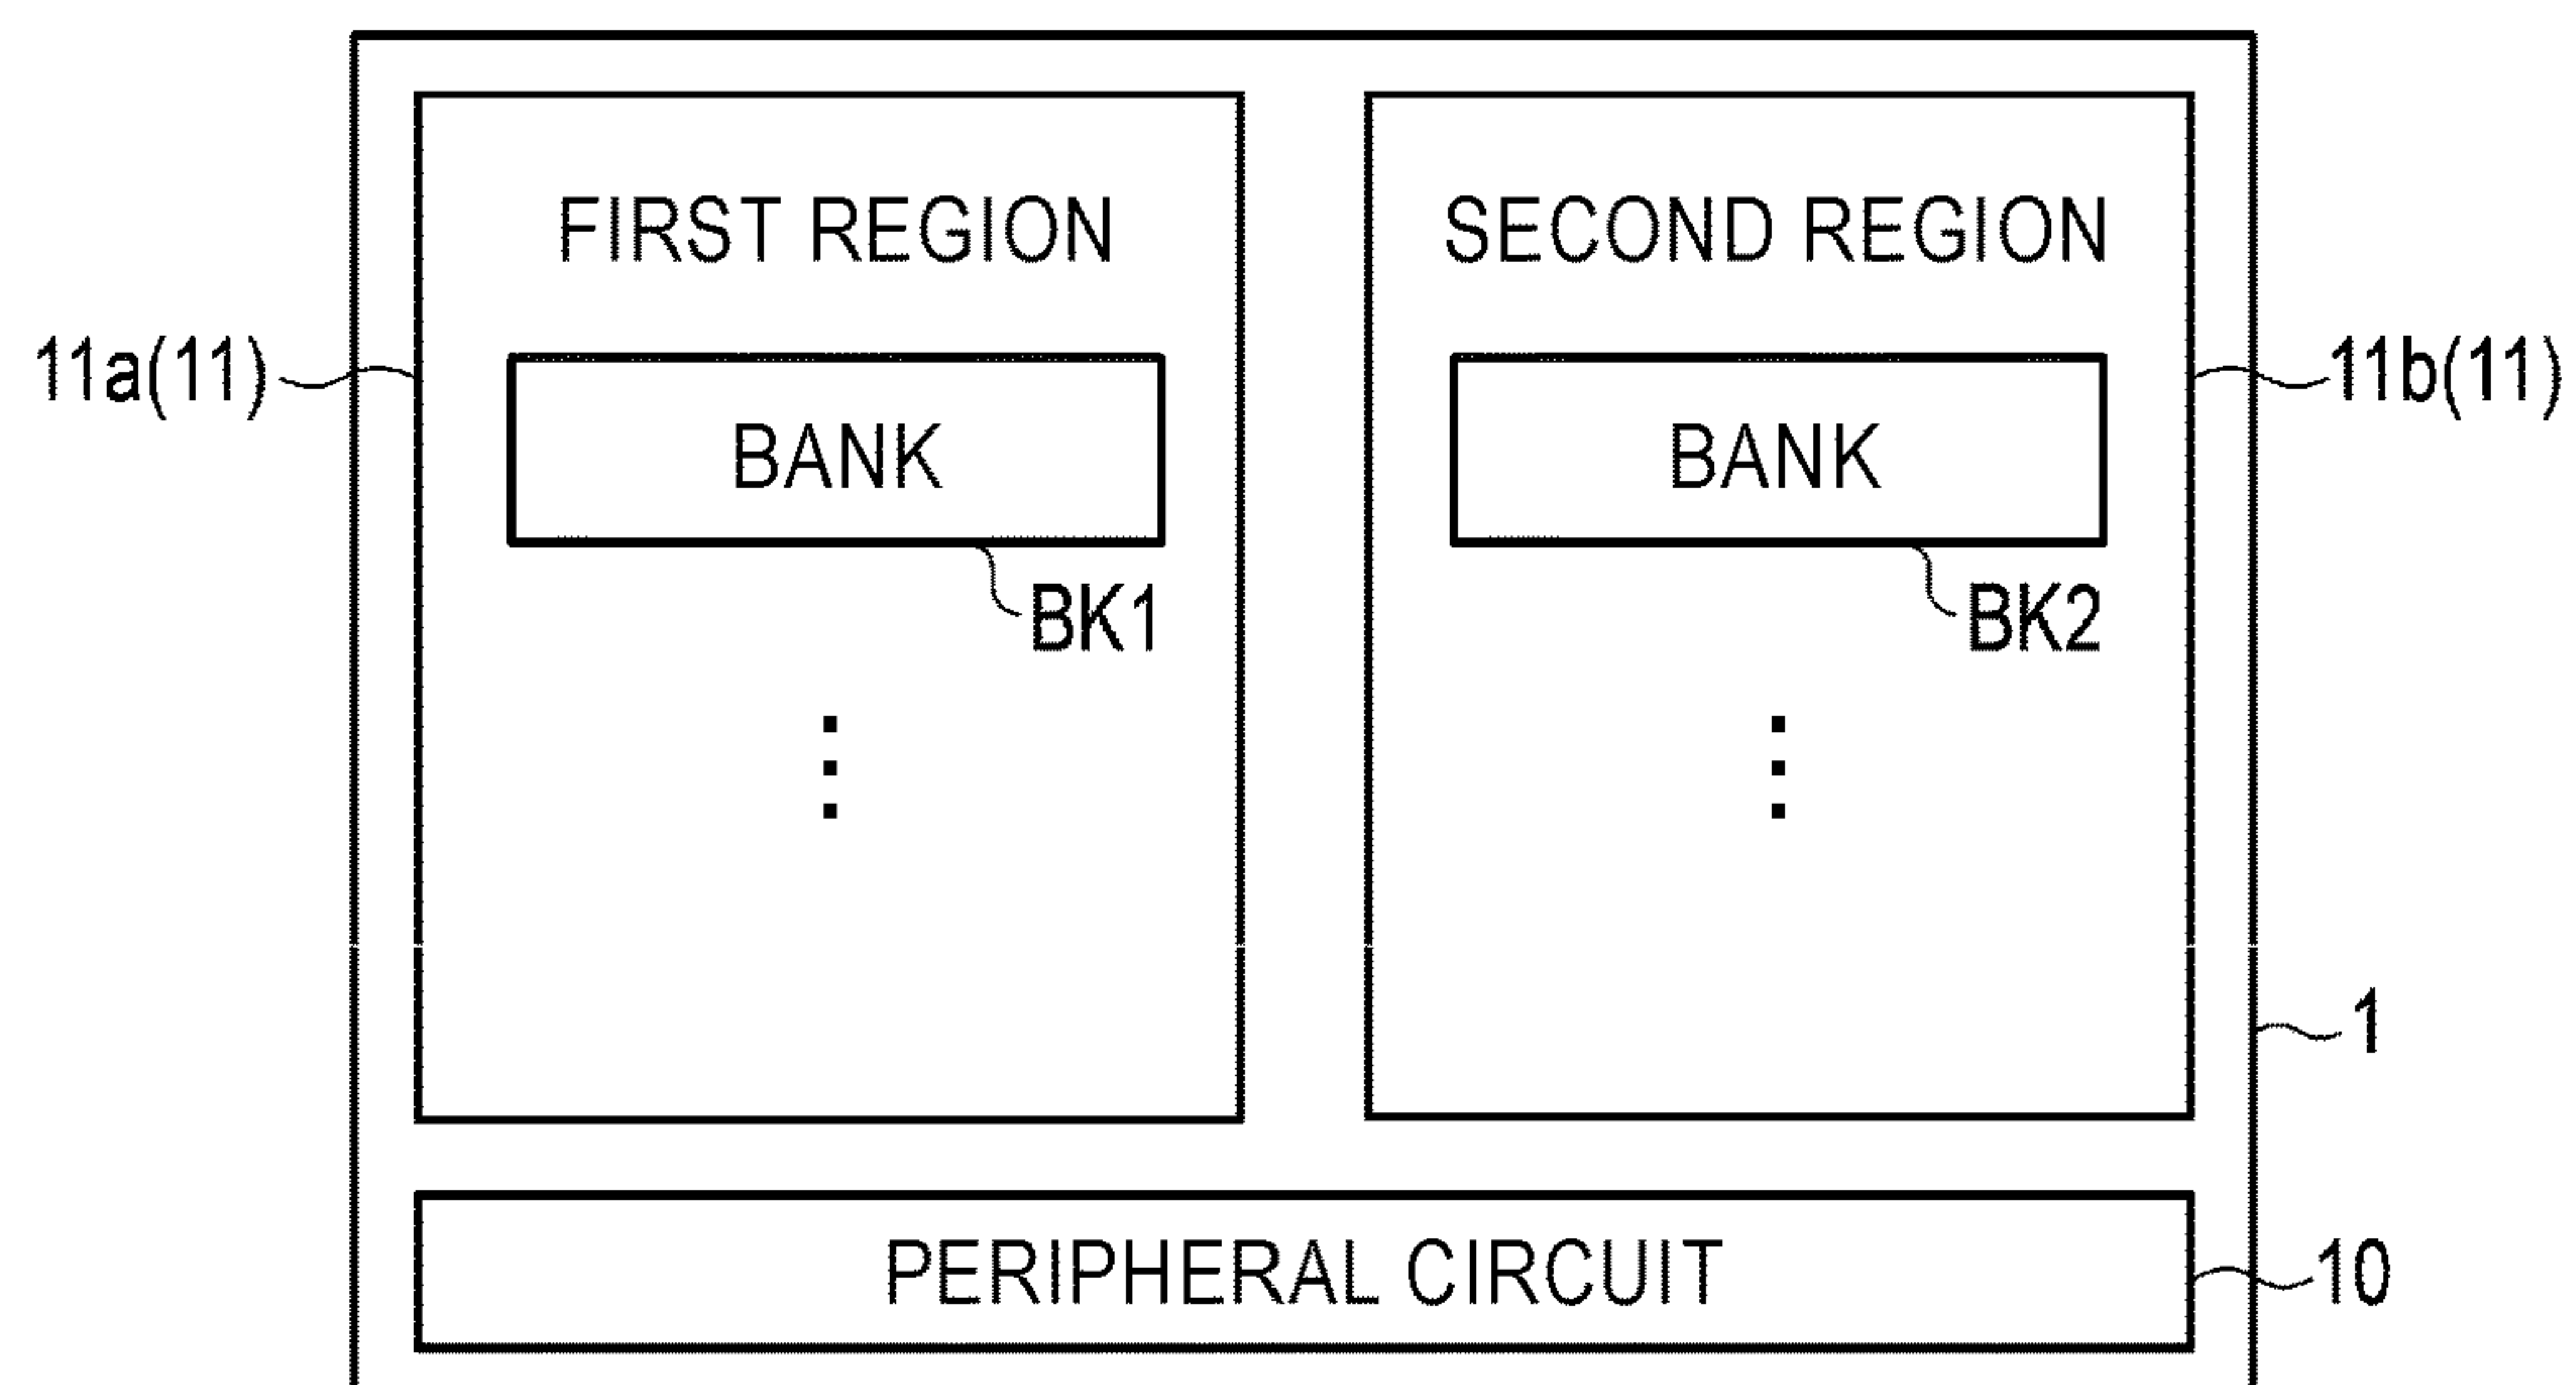 FIRST REGION
SECOND REGION
11a(11)
11b(11)
BANK
BANK
BK1
BK2
1
PERIPHERAL CIRCUIT
10